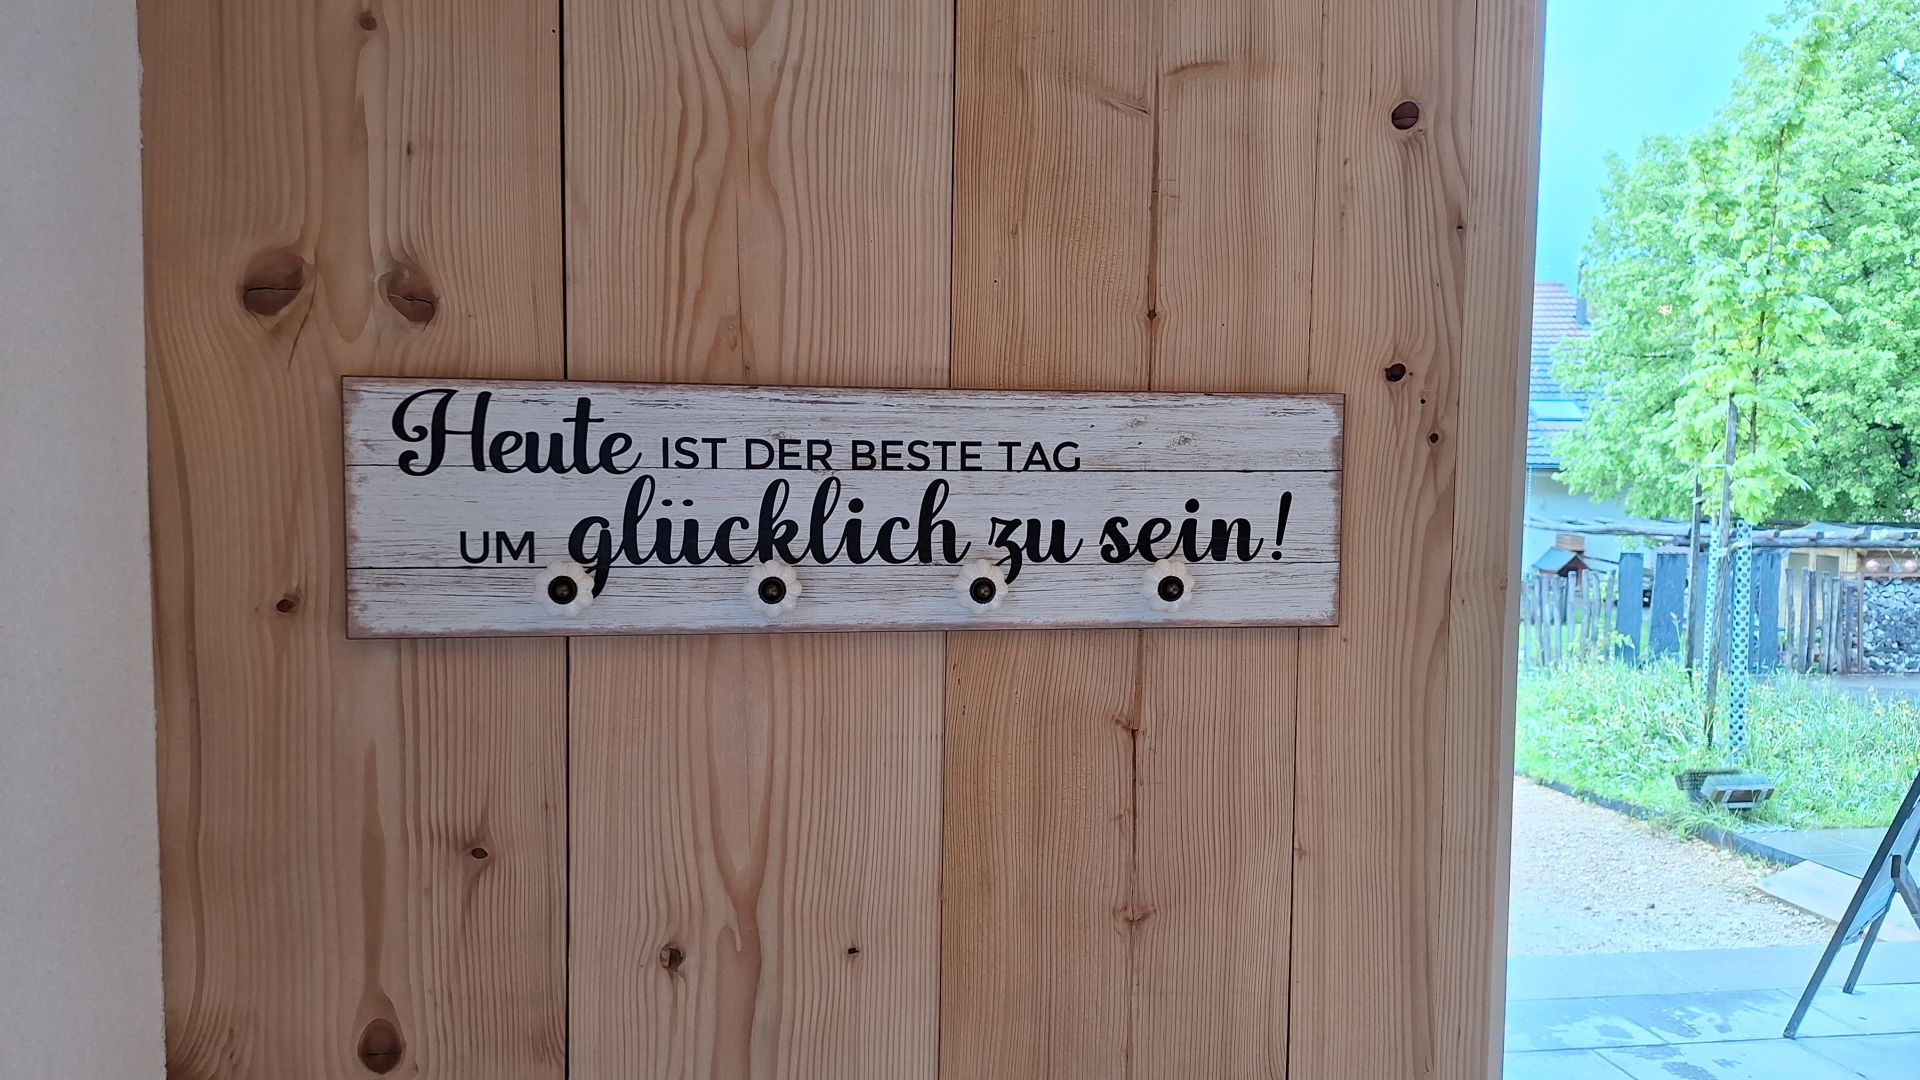 Heute IST DER BESTE TAG
UM glücklich zu sein!